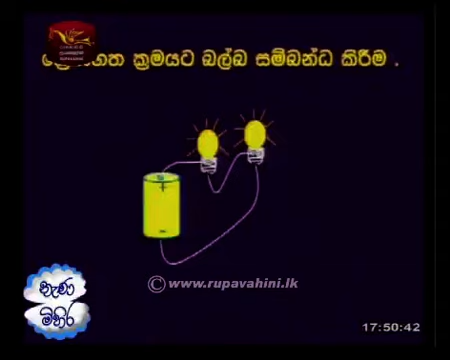 ක්‍රමයට බල්බ සම්බන්ධ කිරීම .
+
-
© www.rupavahini.lk
නැණ
මිහිර
17:50:42